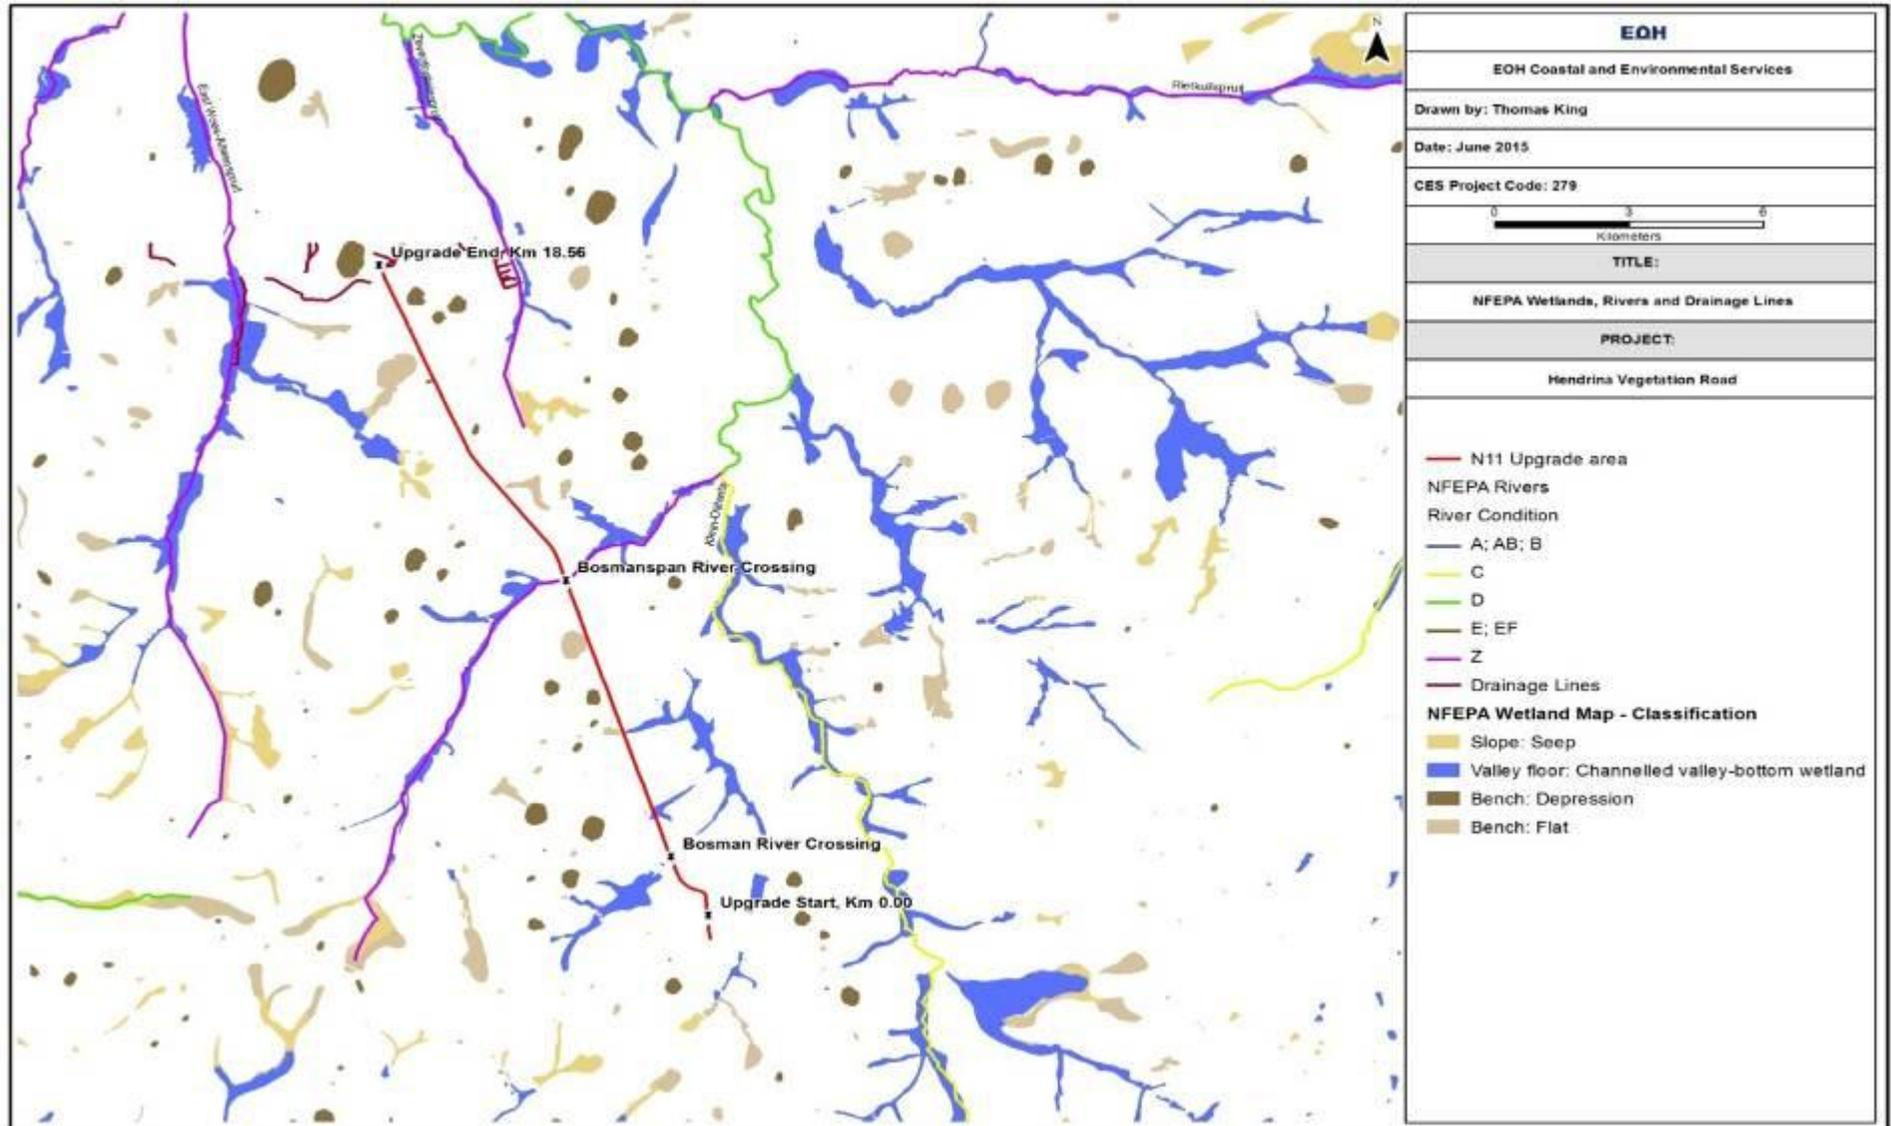 Rietkuilspruit
Upgrade End, Km 18.56
Bosmanspan River Crossing
Bosman River Crossing
Upgrade Start, Km 0.00
N
EOH
EOH Coastal and Environmental Services
Drawn by: Thomas King
Date: June 2015
CES Project Code: 279
0 3 6
Kilometers
TITLE:
NFEPA Wetlands, Rivers and Drainage Lines
PROJECT:
Hendrina Vegetation Road
N11 Upgrade area
NFEPA Rivers
River Condition
A; AB; B
C
D
E; EF
Z
Drainage Lines
NFEPA Wetland Map - Classification
Slope: Seep
Valley floor: Channelled valley-bottom wetland
Bench: Depression
Bench: Flat